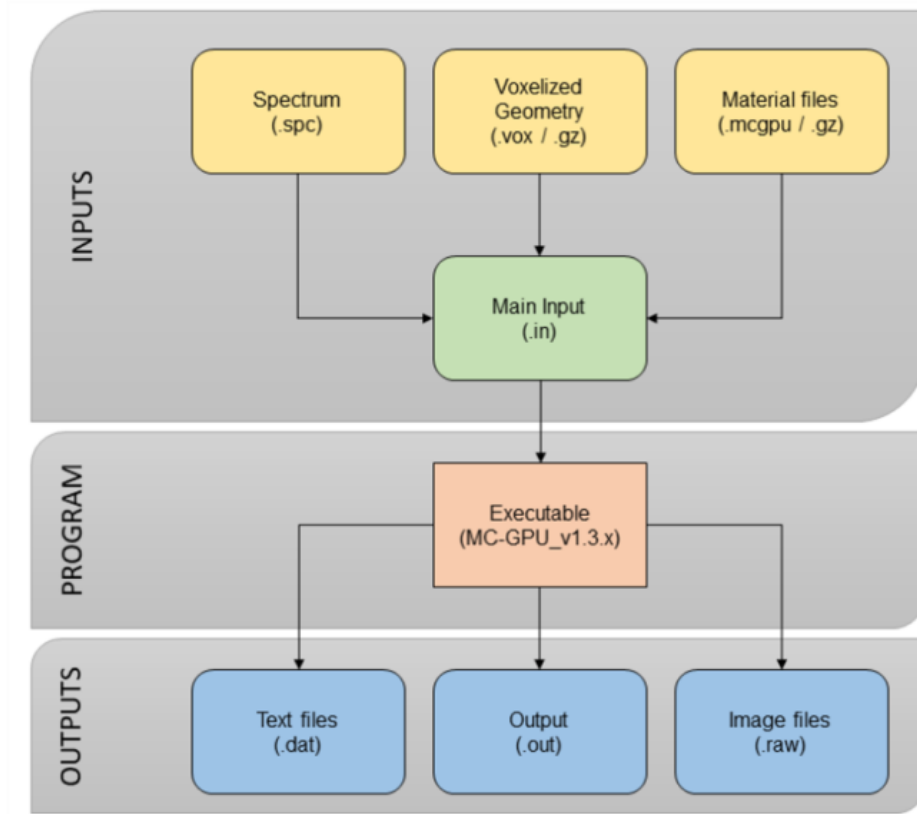 INPUTS
Spectrum
(.spc)
Voxelized
Geometry
(.vox / .gz)
Material files
(.mcgpu / .gz)
Main Input
(.in)
PROGRAM
Executable
(MC-GPU_v1.3.x)
OUTPUTS
Text files
(.dat)
Output
(.out)
Image files
(.raw)